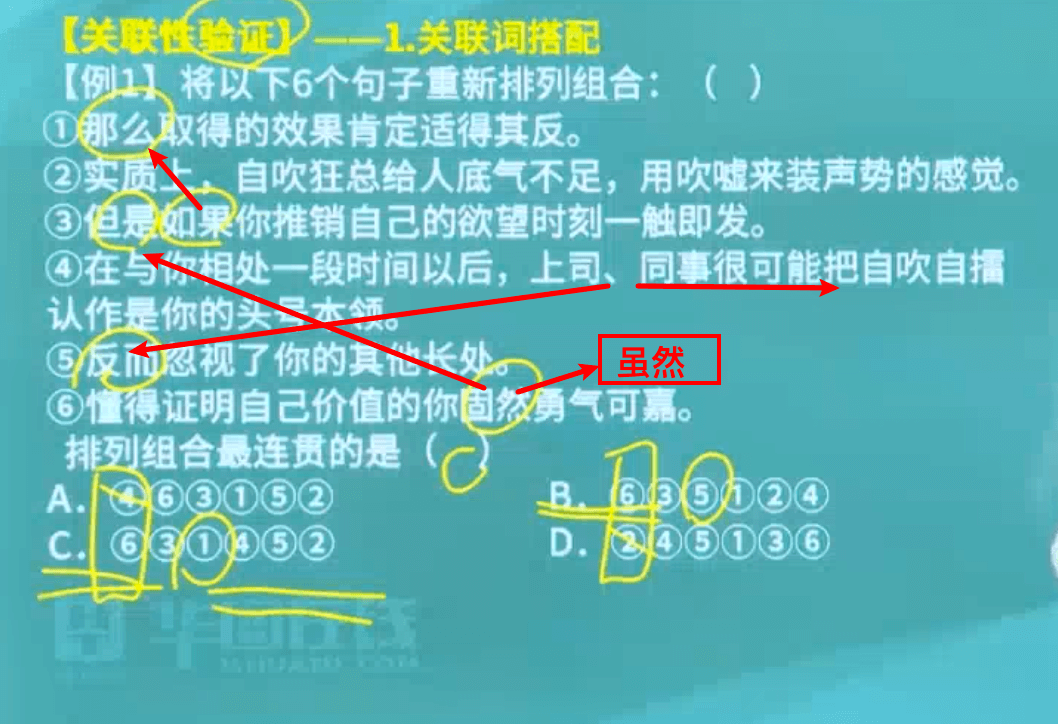 【关联性验证】——1.关联词搭配
【例1】将以下6个句子重新排列组合：（ ）
①那么取得的效果肯定适得其反。
②实质上，自吹狂总给人底气不足，用吹嘘来装声势的感觉。
③但是如果你推销自己的欲望时刻一触即发。
④在与你相处一段时间以后，上司、同事很可能把自吹自擂
认作是你的头号本领。
⑤反而忽视了你的其他长处。
虽然
⑥懂得证明自己价值的你固然勇气可嘉。
排列组合最连贯的是（C）
A. ④⑥③①⑤②
B. ⑥③⑤①②④
C. ⑥③①④⑤②
D. ②④⑤①③⑥
华图在线